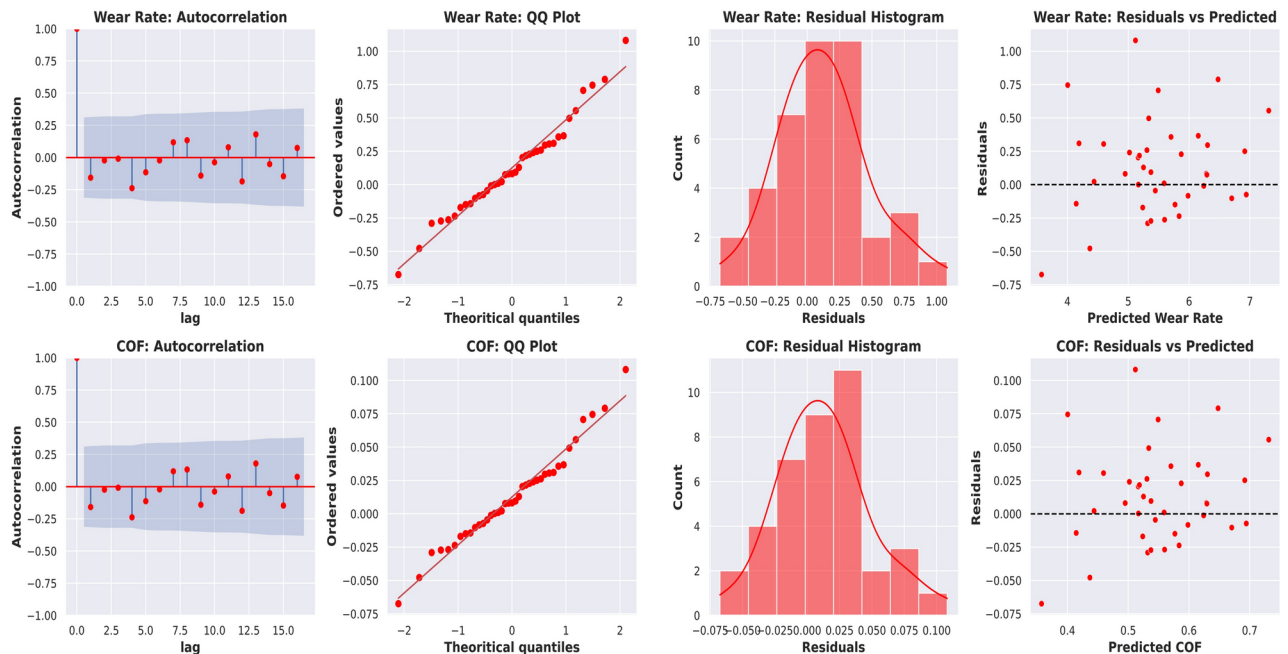 Wear Rate: Autocorrelation
1.00
0.75
0.50
0.25
0.00
−0.25
−0.50
−0.75
−1.00
Autocorrelation
0.0 2.5 5.0 7.5 10.0 12.5 15.0
lag
Wear Rate: QQ Plot
1.00
0.75
0.50
0.25
0.00
−0.25
−0.50
−0.75
Ordered values
−2 −1 0 1 2
Theoritical quantiles
Wear Rate: Residual Histogram
10
8
6
4
2
0
Count
−0.75 −0.50 −0.25 0.00 0.25 0.50 0.75 1.00
Residuals
Wear Rate: Residuals vs Predicted
1.00
0.75
0.50
0.25
0.00
−0.25
−0.50
−0.75
Residuals
4 5 6 7
Predicted Wear Rate
COF: Autocorrelation
1.00
0.75
0.50
0.25
0.00
−0.25
−0.50
−0.75
−1.00
Autocorrelation
0.0 2.5 5.0 7.5 10.0 12.5 15.0
lag
COF: QQ Plot
0.100
0.075
0.050
0.025
0.000
−0.025
−0.050
−0.075
Ordered values
−2 −1 0 1 2
Theoritical quantiles
COF: Residual Histogram
10
8
6
4
2
0
Count
−0.075 −0.050 −0.025 0.000 0.025 0.050 0.075 0.100
Residuals
COF: Residuals vs Predicted
0.100
0.075
0.050
0.025
0.000
−0.025
−0.050
−0.075
Residuals
0.4 0.5 0.6 0.7
Predicted COF